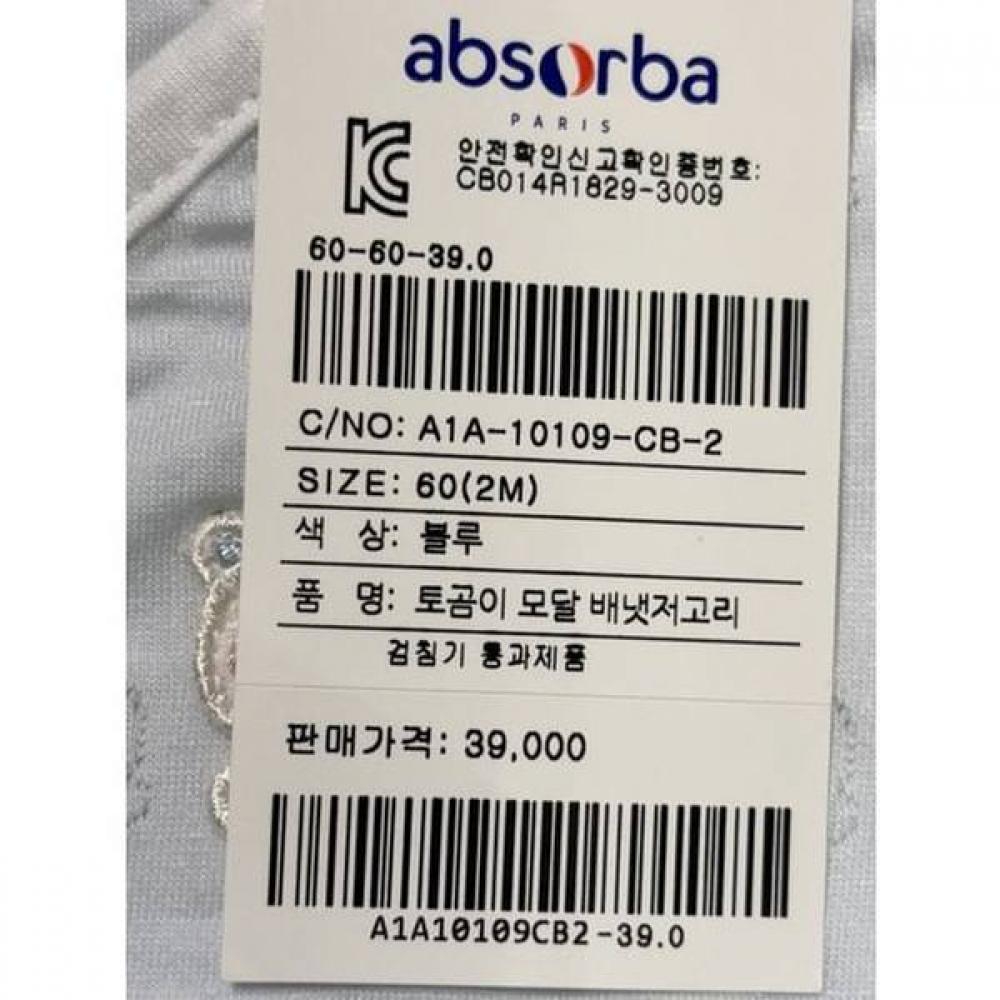 absorba
PARIS
안전확인신고확인증번호:
CB014R1829-3009
60-60-39.0
C/NO: A1A-10109-CB-2
SIZE: 60(2M)
색 상: 블루
품 명: 토곰이 모달 배냇저고리
검침기 통과제품
판매가격: 39,000
A1A10109CB2-39.0